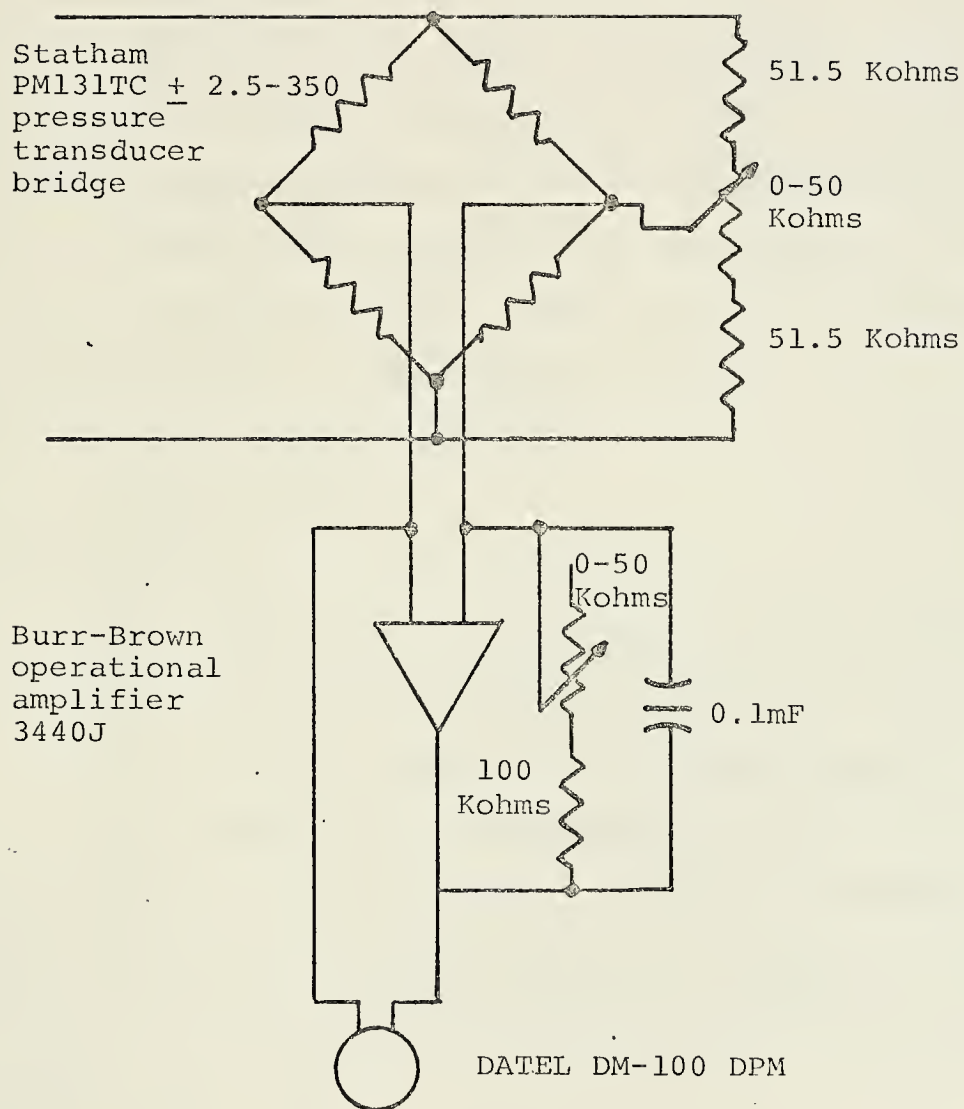 Statham
PM131TC ± 2.5-350
pressure
transducer
bridge
51.5 Kohms
0-50
Kohms
51.5 Kohms
Burr-Brown
operational
amplifier
3440J
0-50
Kohms
100
Kohms
0.1mF
DATEL DM-100 DPM